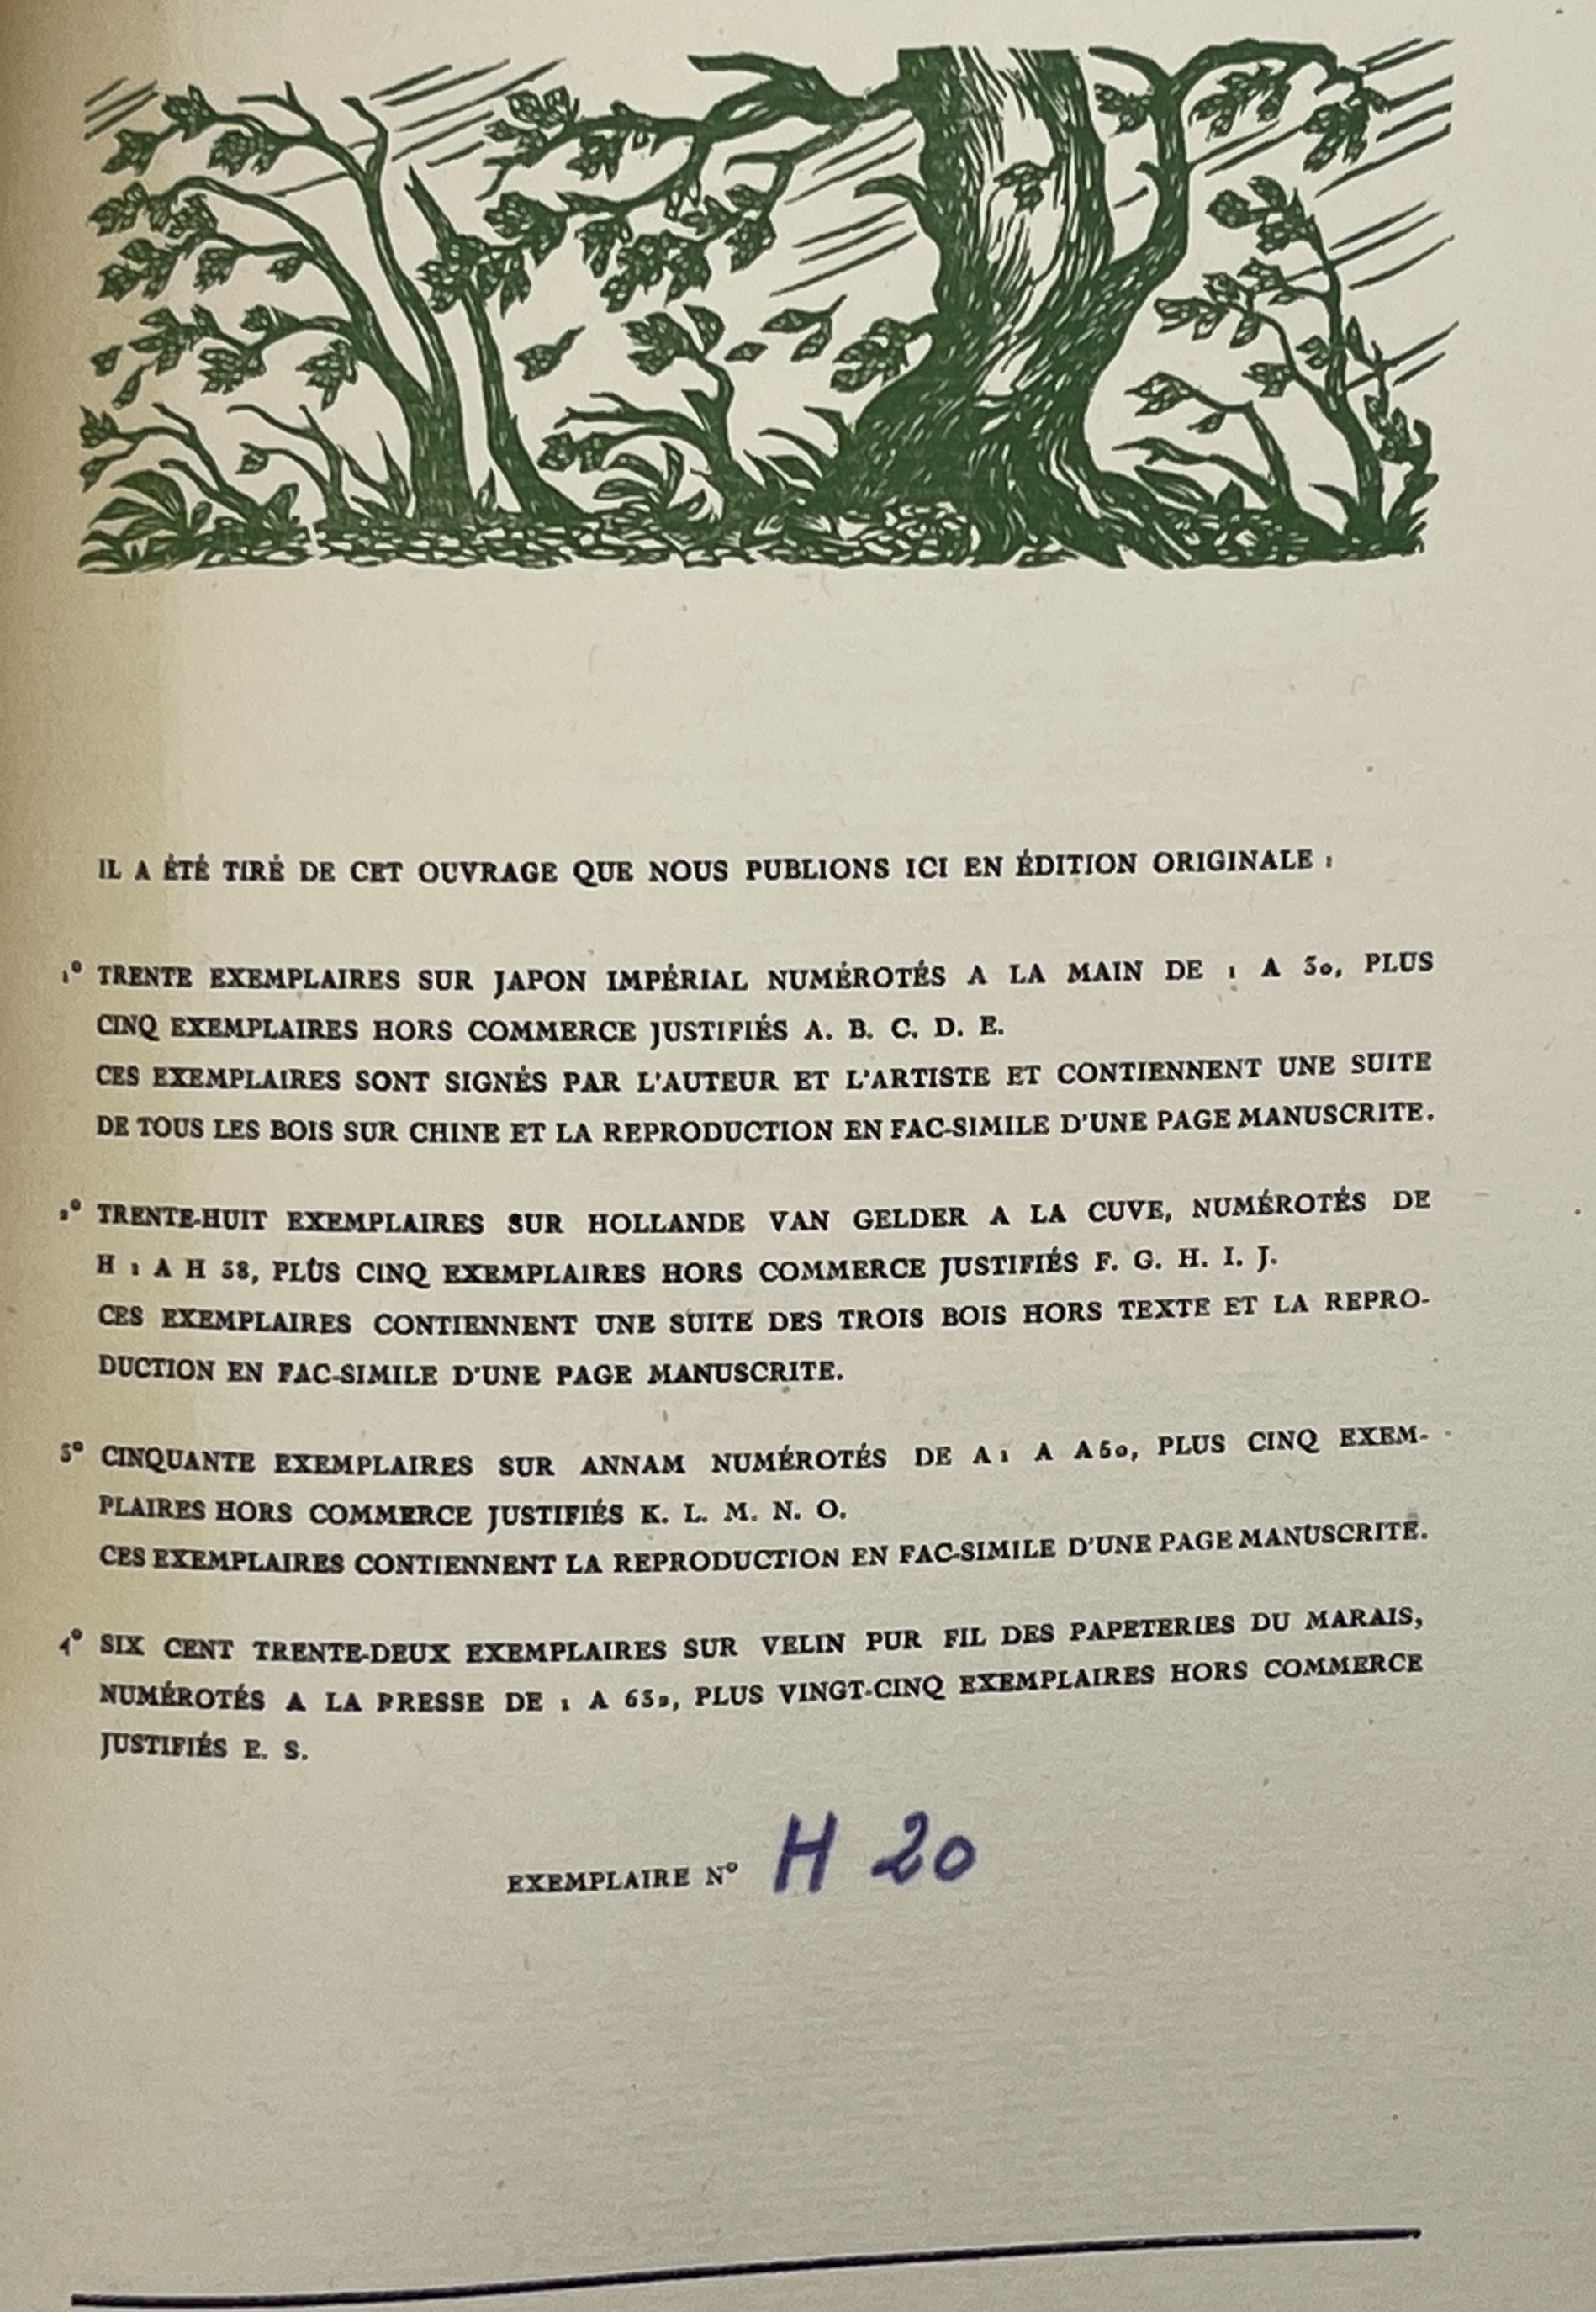 IL A ÉTÉ TIRÉ DE CET OUVRAGE QUE NOUS PUBLIONS ICI EN ÉDITION ORIGINALE :
1° TRENTE EXEMPLAIRES SUR JAPON IMPÉRIAL NUMÉROTÉS A LA MAIN DE 1 A 30, PLUS
CINQ EXEMPLAIRES HORS COMMERCE JUSTIFIÉS A. B. C. D. E.
CES EXEMPLAIRES SONT SIGNÉS PAR L'AUTEUR ET L'ARTISTE ET CONTIENNENT UNE SUITE
DE TOUS LES BOIS SUR CHINE ET LA REPRODUCTION EN FAC-SIMILE D'UNE PAGE MANUSCRITE.
2° TRENTE-HUIT EXEMPLAIRES SUR HOLLANDE VAN GELDER A LA CUVE, NUMÉROTÉS DE
H 1 A H 38, PLUS CINQ EXEMPLAIRES HORS COMMERCE JUSTIFIÉS F. G. H. I. J.
CES EXEMPLAIRES CONTIENNENT UNE SUITE DES TROIS BOIS HORS TEXTE ET LA REPRO-
DUCTION EN FAC-SIMILE D'UNE PAGE MANUSCRITE.
3° CINQUANTE EXEMPLAIRES SUR ANNAM NUMÉROTÉS DE A 1 A A 50, PLUS CINQ EXEM-
PLAIRES HORS COMMERCE JUSTIFIÉS K. L. M. N. O.
CES EXEMPLAIRES CONTIENNENT LA REPRODUCTION EN FAC-SIMILE D'UNE PAGE MANUSCRITE.
4° SIX CENT TRENTE-DEUX EXEMPLAIRES SUR VELIN PUR FIL DES PAPETERIES DU MARAIS,
NUMÉROTÉS A LA PRESSE DE 1 A 632, PLUS VINGT-CINQ EXEMPLAIRES HORS COMMERCE
JUSTIFIÉS E. S.
EXEMPLAIRE N° H 20